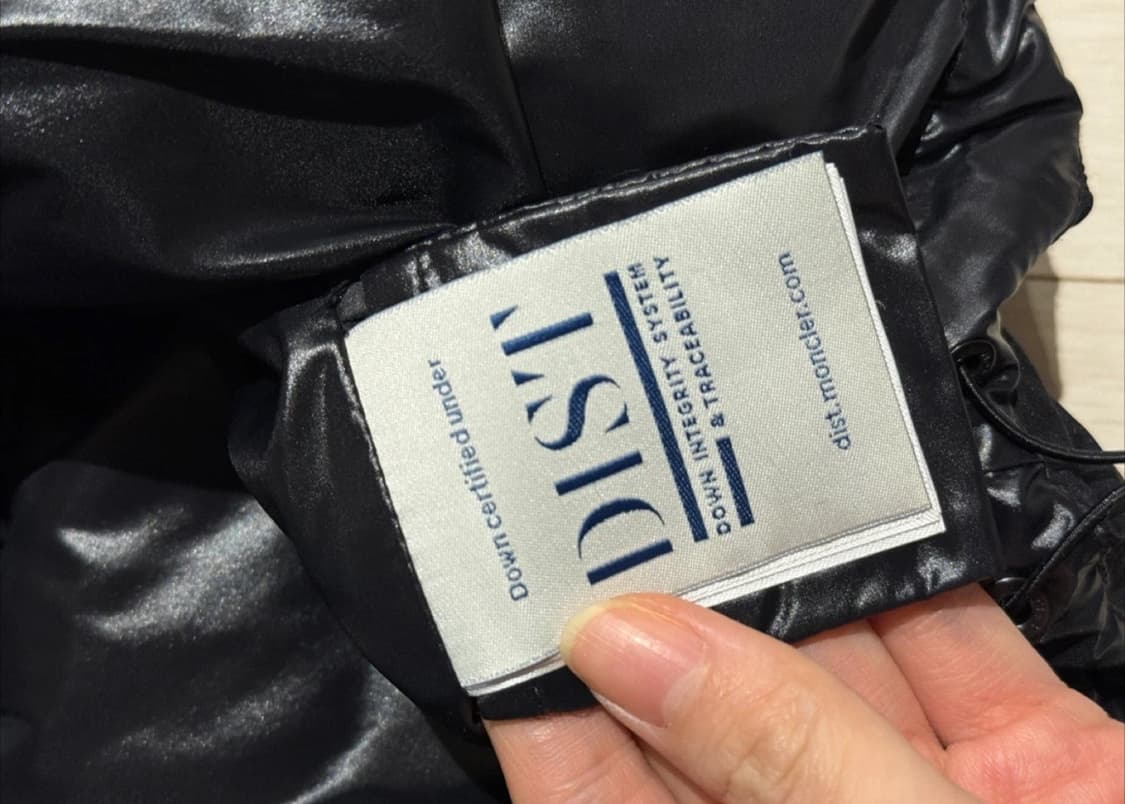 Down certified under
DIST
DOWN INTEGRITY SYSTEM
& TRACEABILITY
dist.moncler.com